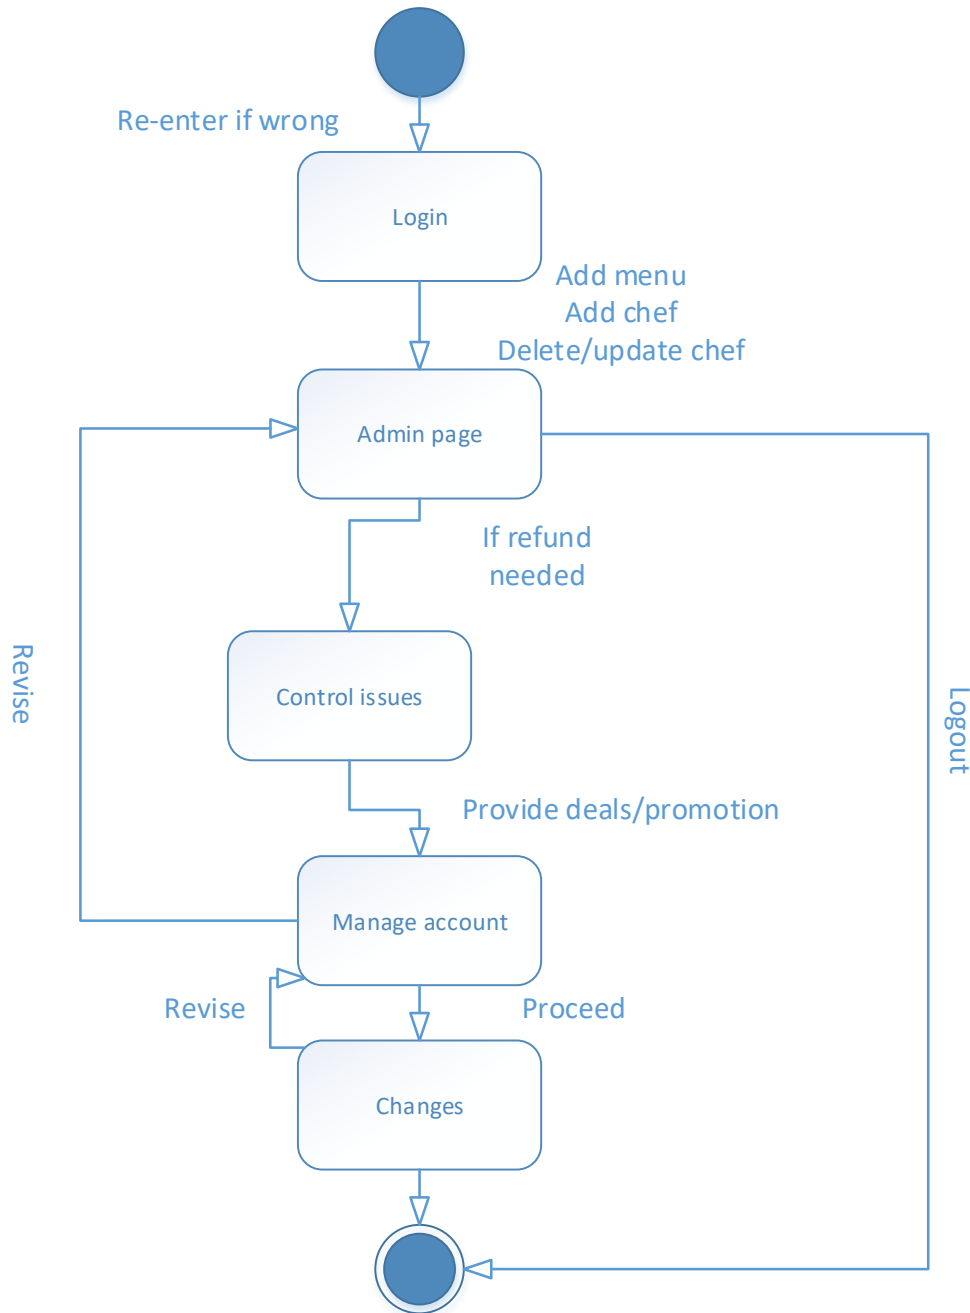 Re-enter if wrong
Login
Add menu
Add chef
Delete/update chef
Admin page
If refund
needed
Revise
Control issues
Logout
Provide deals/promotion
Manage account
Revise
Proceed
Changes